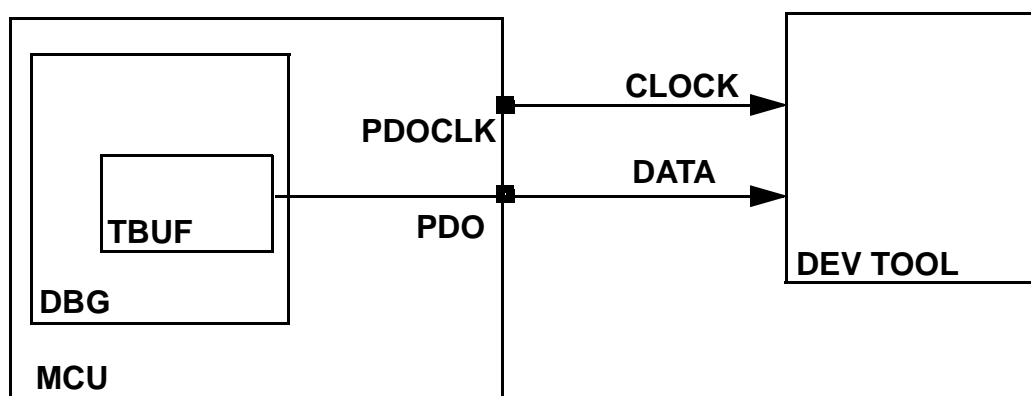 CLOCK
PDOCLK
DATA
TBUF
PDO
DEV TOOL
DBG
MCU